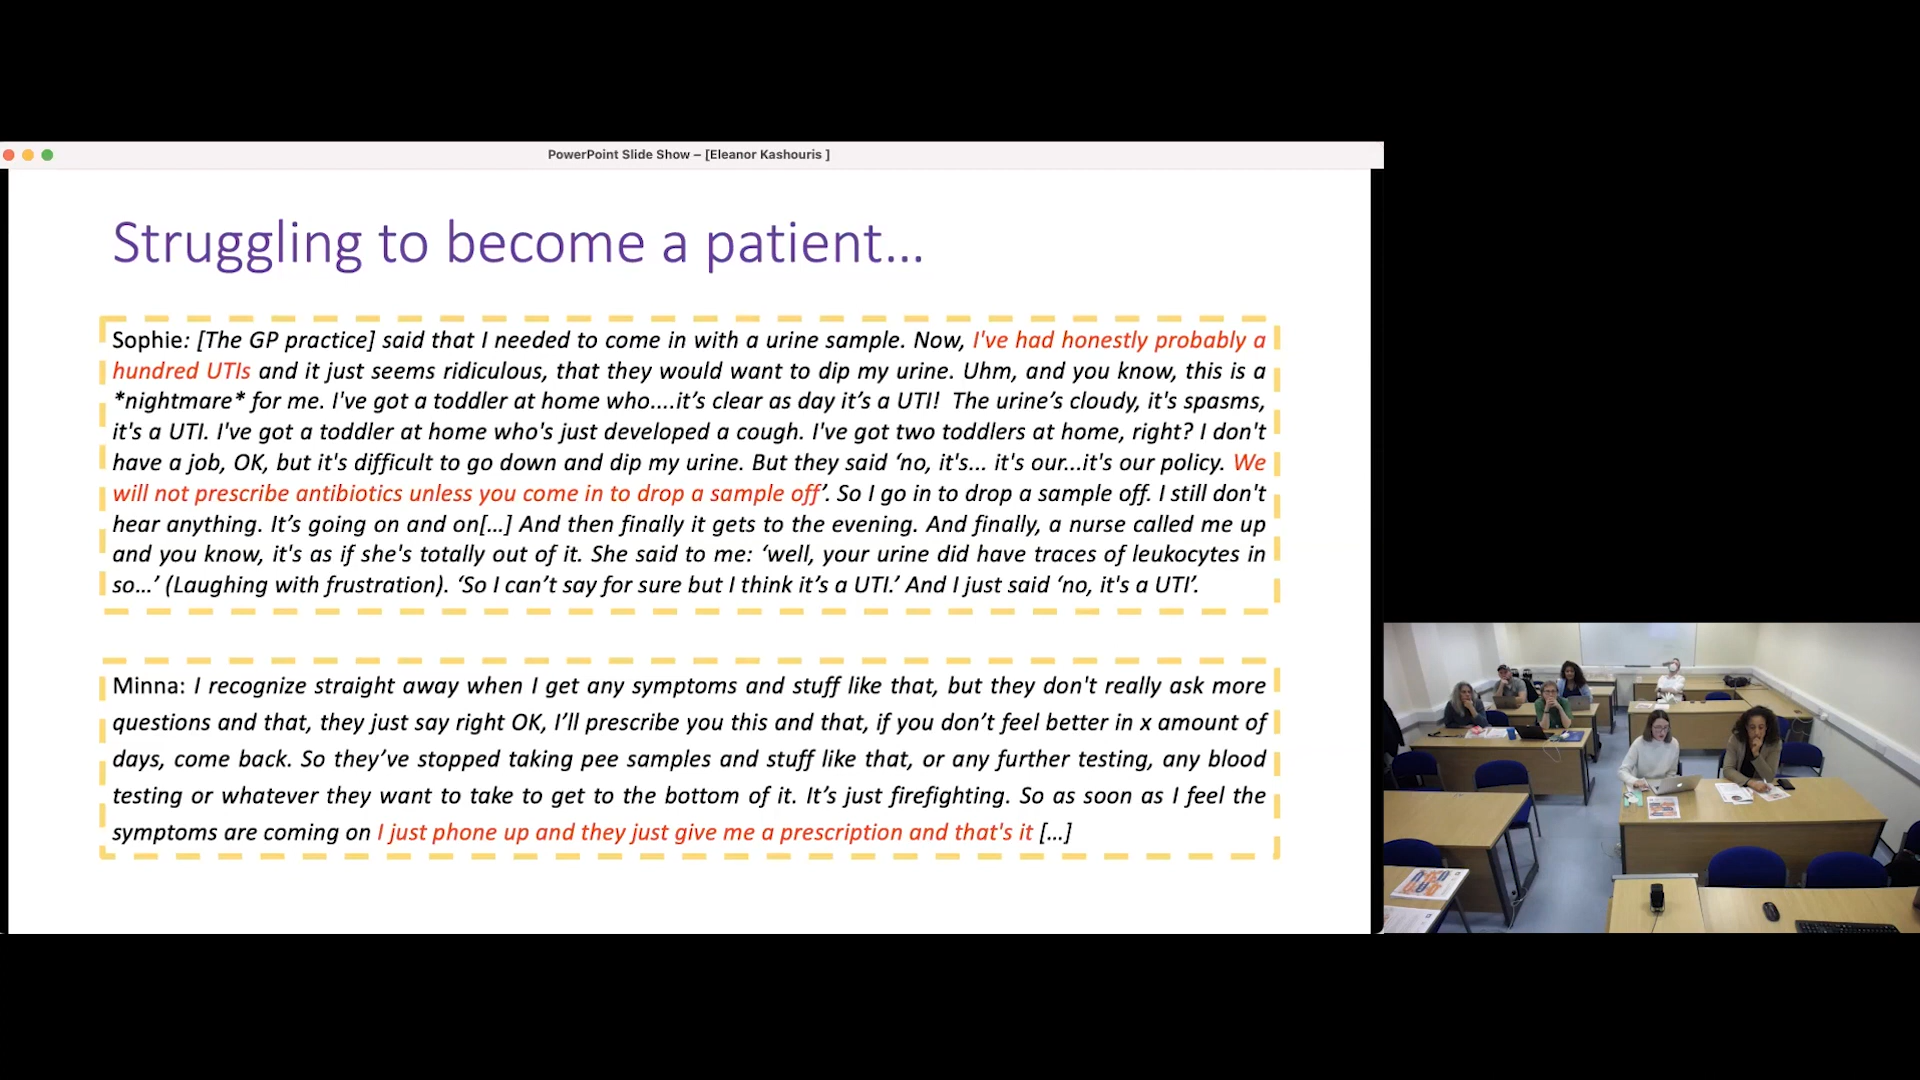 PowerPoint Slide Show – [Eleanor Kashouris ]
Struggling to become a patient...
Sophie: [The GP practice] said that I needed to come in with a urine sample. Now, I've had honestly probably a
hundred UTIs and it just seems ridiculous, that they would want to dip my urine. Uhm, and you know, this is a
*nightmare* for me. I've got a toddler at home who....it’s clear as day it’s a UTI! The urine’s cloudy, it's spasms,
it's a UTI. I've got a toddler at home who's just developed a cough. I've got two toddlers at home, right? I don't
have a job, OK, but it's difficult to go down and dip my urine. But they said ‘no, it's... it's our...it's our policy. We
will not prescribe antibiotics unless you come in to drop a sample off’. So I go in to drop a sample off. I still don't
hear anything. It’s going on and on[...] And then finally it gets to the evening. And finally, a nurse called me up
and you know, it's as if she's totally out of it. She said to me: ‘well, your urine did have traces of leukocytes in
so...’ (Laughing with frustration). ‘So I can’t say for sure but I think it’s a UTI.’ And I just said ‘no, it's a UTI’.
Minna: I recognize straight away when I get any symptoms and stuff like that, but they don't really ask more
questions and that, they just say right OK, I’ll prescribe you this and that, if you don’t feel better in x amount of
days, come back. So they’ve stopped taking pee samples and stuff like that, or any further testing, any blood
testing or whatever they want to take to get to the bottom of it. It’s just firefighting. So as soon as I feel the
symptoms are coming on I just phone up and they just give me a prescription and that's it [...]